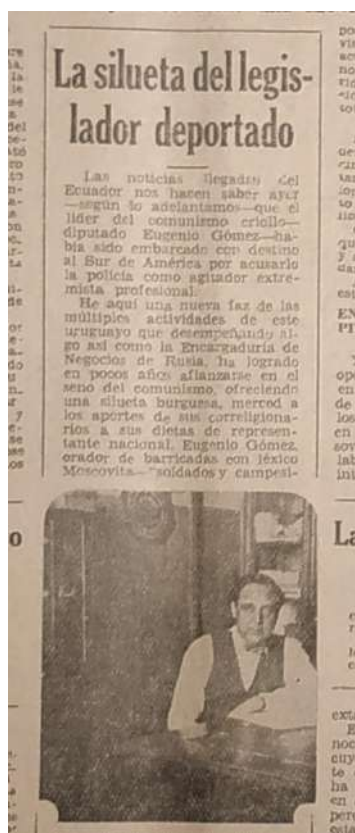 La silueta del legis-
lador deportado
Las noticias llegadas del
Ecuador nos hacen saber ayer
—según lo adelantamos—que el
líder del comunismo criollo—
diputado Eugenio Gómez—ha-
bía sido embarcado con destino
al Sur de América por acusarlo
la policía como agitador extre-
mista profesional.
He aquí una nueva faz de las
múltiples actividades de este
uruguayo que desempeñando al-
go así como la Encargaduría de
Negocios de Rusia, ha logrado
en pocos años afianzarse en el
seno del comunismo, ofreciendo
una silueta burguesa, merced a
los aportes de sus correligiona-
rios a sus dietas de represen-
tante nacional. Eugenio Gómez,
orador de barricadas con léxico
Moscovita—"soldados y campesi-